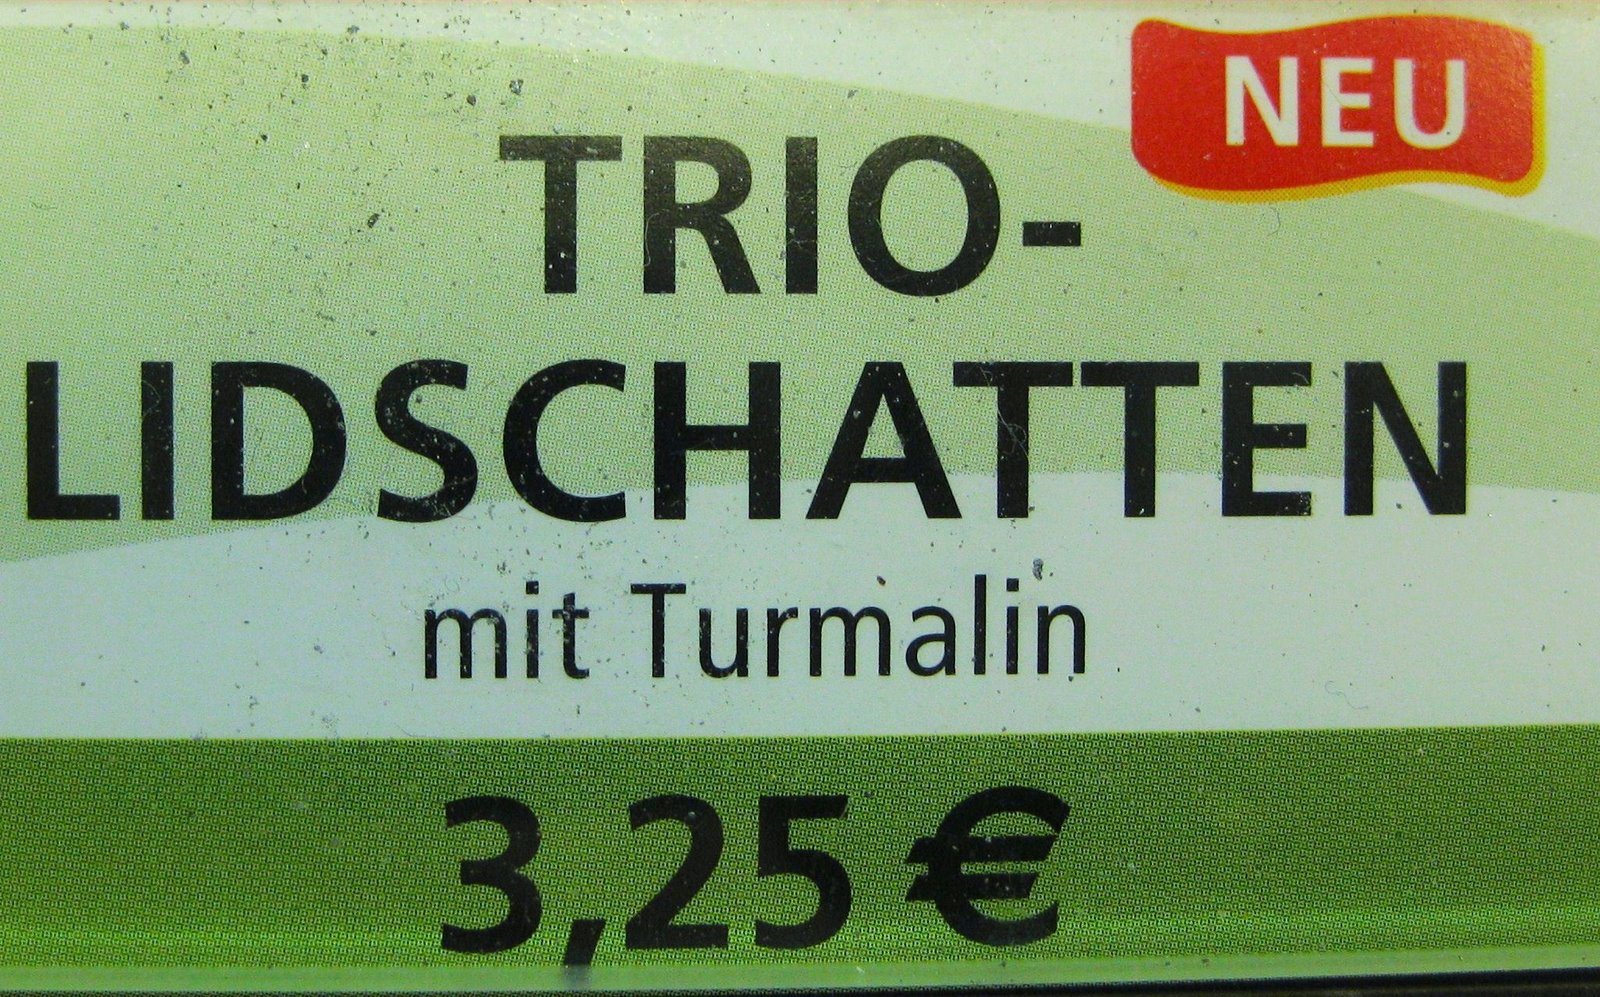 NEU
TRIO-
LIDSCHATTEN
mit Turmalin
3,25 €